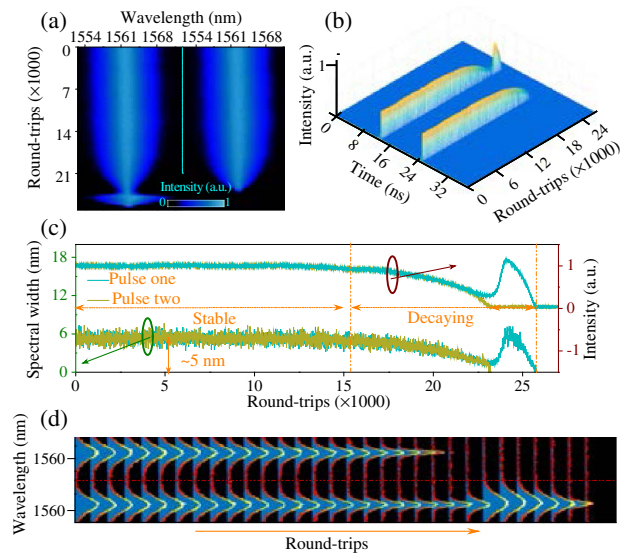 (a)
Wavelength (nm)
1554 1561 1568 1554 1561 1568
0
7
14
21
Round-trips (×1000)
Intensity (a.u.)
0 1
(b)
Intensity (a.u.)
1
0
8
16
24
32
Time (ns)
0
6
12
18
24
Round-trips (×1000)
(c)
Spectral width (nm)
18
12
6
0
Pulse one
Pulse two
Stable
Decaying
~5 nm
1
0
-1
Intensity (a.u.)
0 5 10 15 20 25
Round-trips (×1000)
(d)
Wavelength (nm)
1560
1560
Round-trips